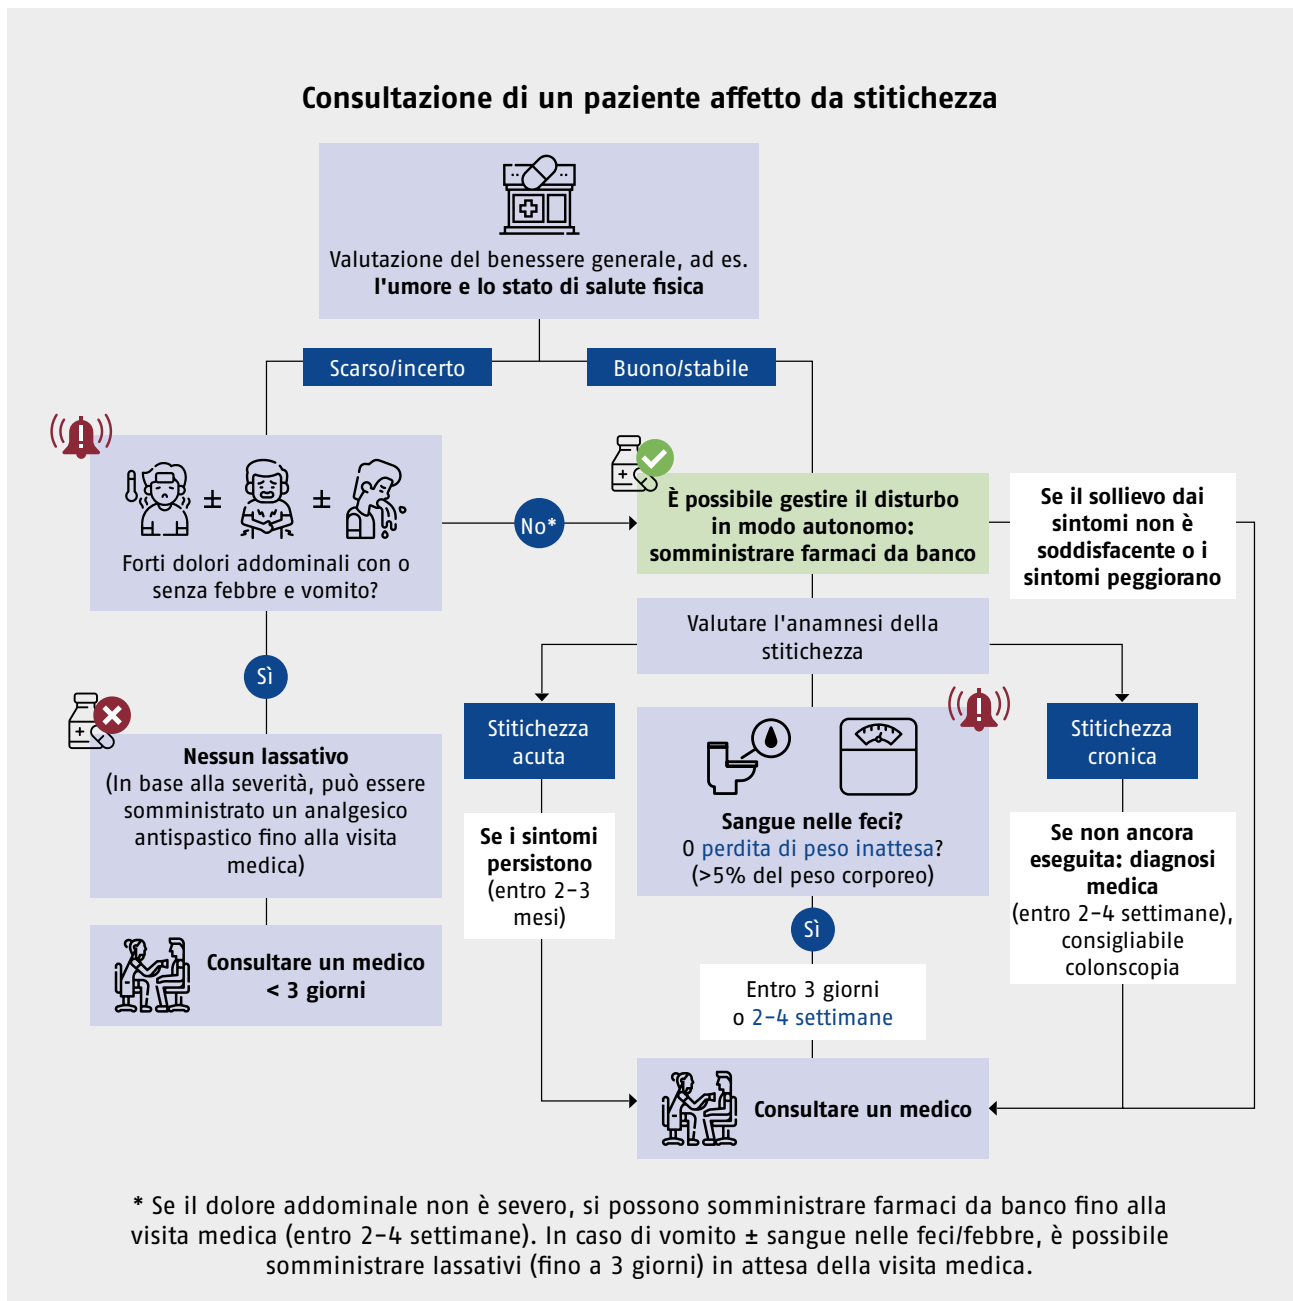 Consultazione di un paziente affetto da stitichezza
Valutazione del benessere generale, ad es.
l'umore e lo stato di salute fisica
Scarso/incerto
Buono/stabile
± ±
Forti dolori addominali con o
senza febbre e vomito?
No*
È possibile gestire il disturbo
in modo autonomo:
somministrare farmaci da banco
Se il sollievo dai
sintomi non è
soddisfacente o i
sintomi peggiorano
Sì
Nessun lassativo
(In base alla severità, può essere
somministrato un analgesico
antispastico fino alla visita
medica)
Consultare un medico
< 3 giorni
Valutare l'anamnesi della
stitichezza
Stitichezza
acuta
Se i sintomi
persistono
(entro 2–3
mesi)
Sangue nelle feci?
O perdita di peso inattesa?
(>5% del peso corporeo)
Sì
Entro 3 giorni
o 2–4 settimane
Stitichezza
cronica
Se non ancora
eseguita: diagnosi
medica
(entro 2–4 settimane),
consigliabile
colonscopia
Consultare un medico
* Se il dolore addominale non è severo, si possono somministrare farmaci da banco fino alla
visita medica (entro 2–4 settimane). In caso di vomito ± sangue nelle feci/febbre, è possibile
somministrare lassativi (fino a 3 giorni) in attesa della visita medica.